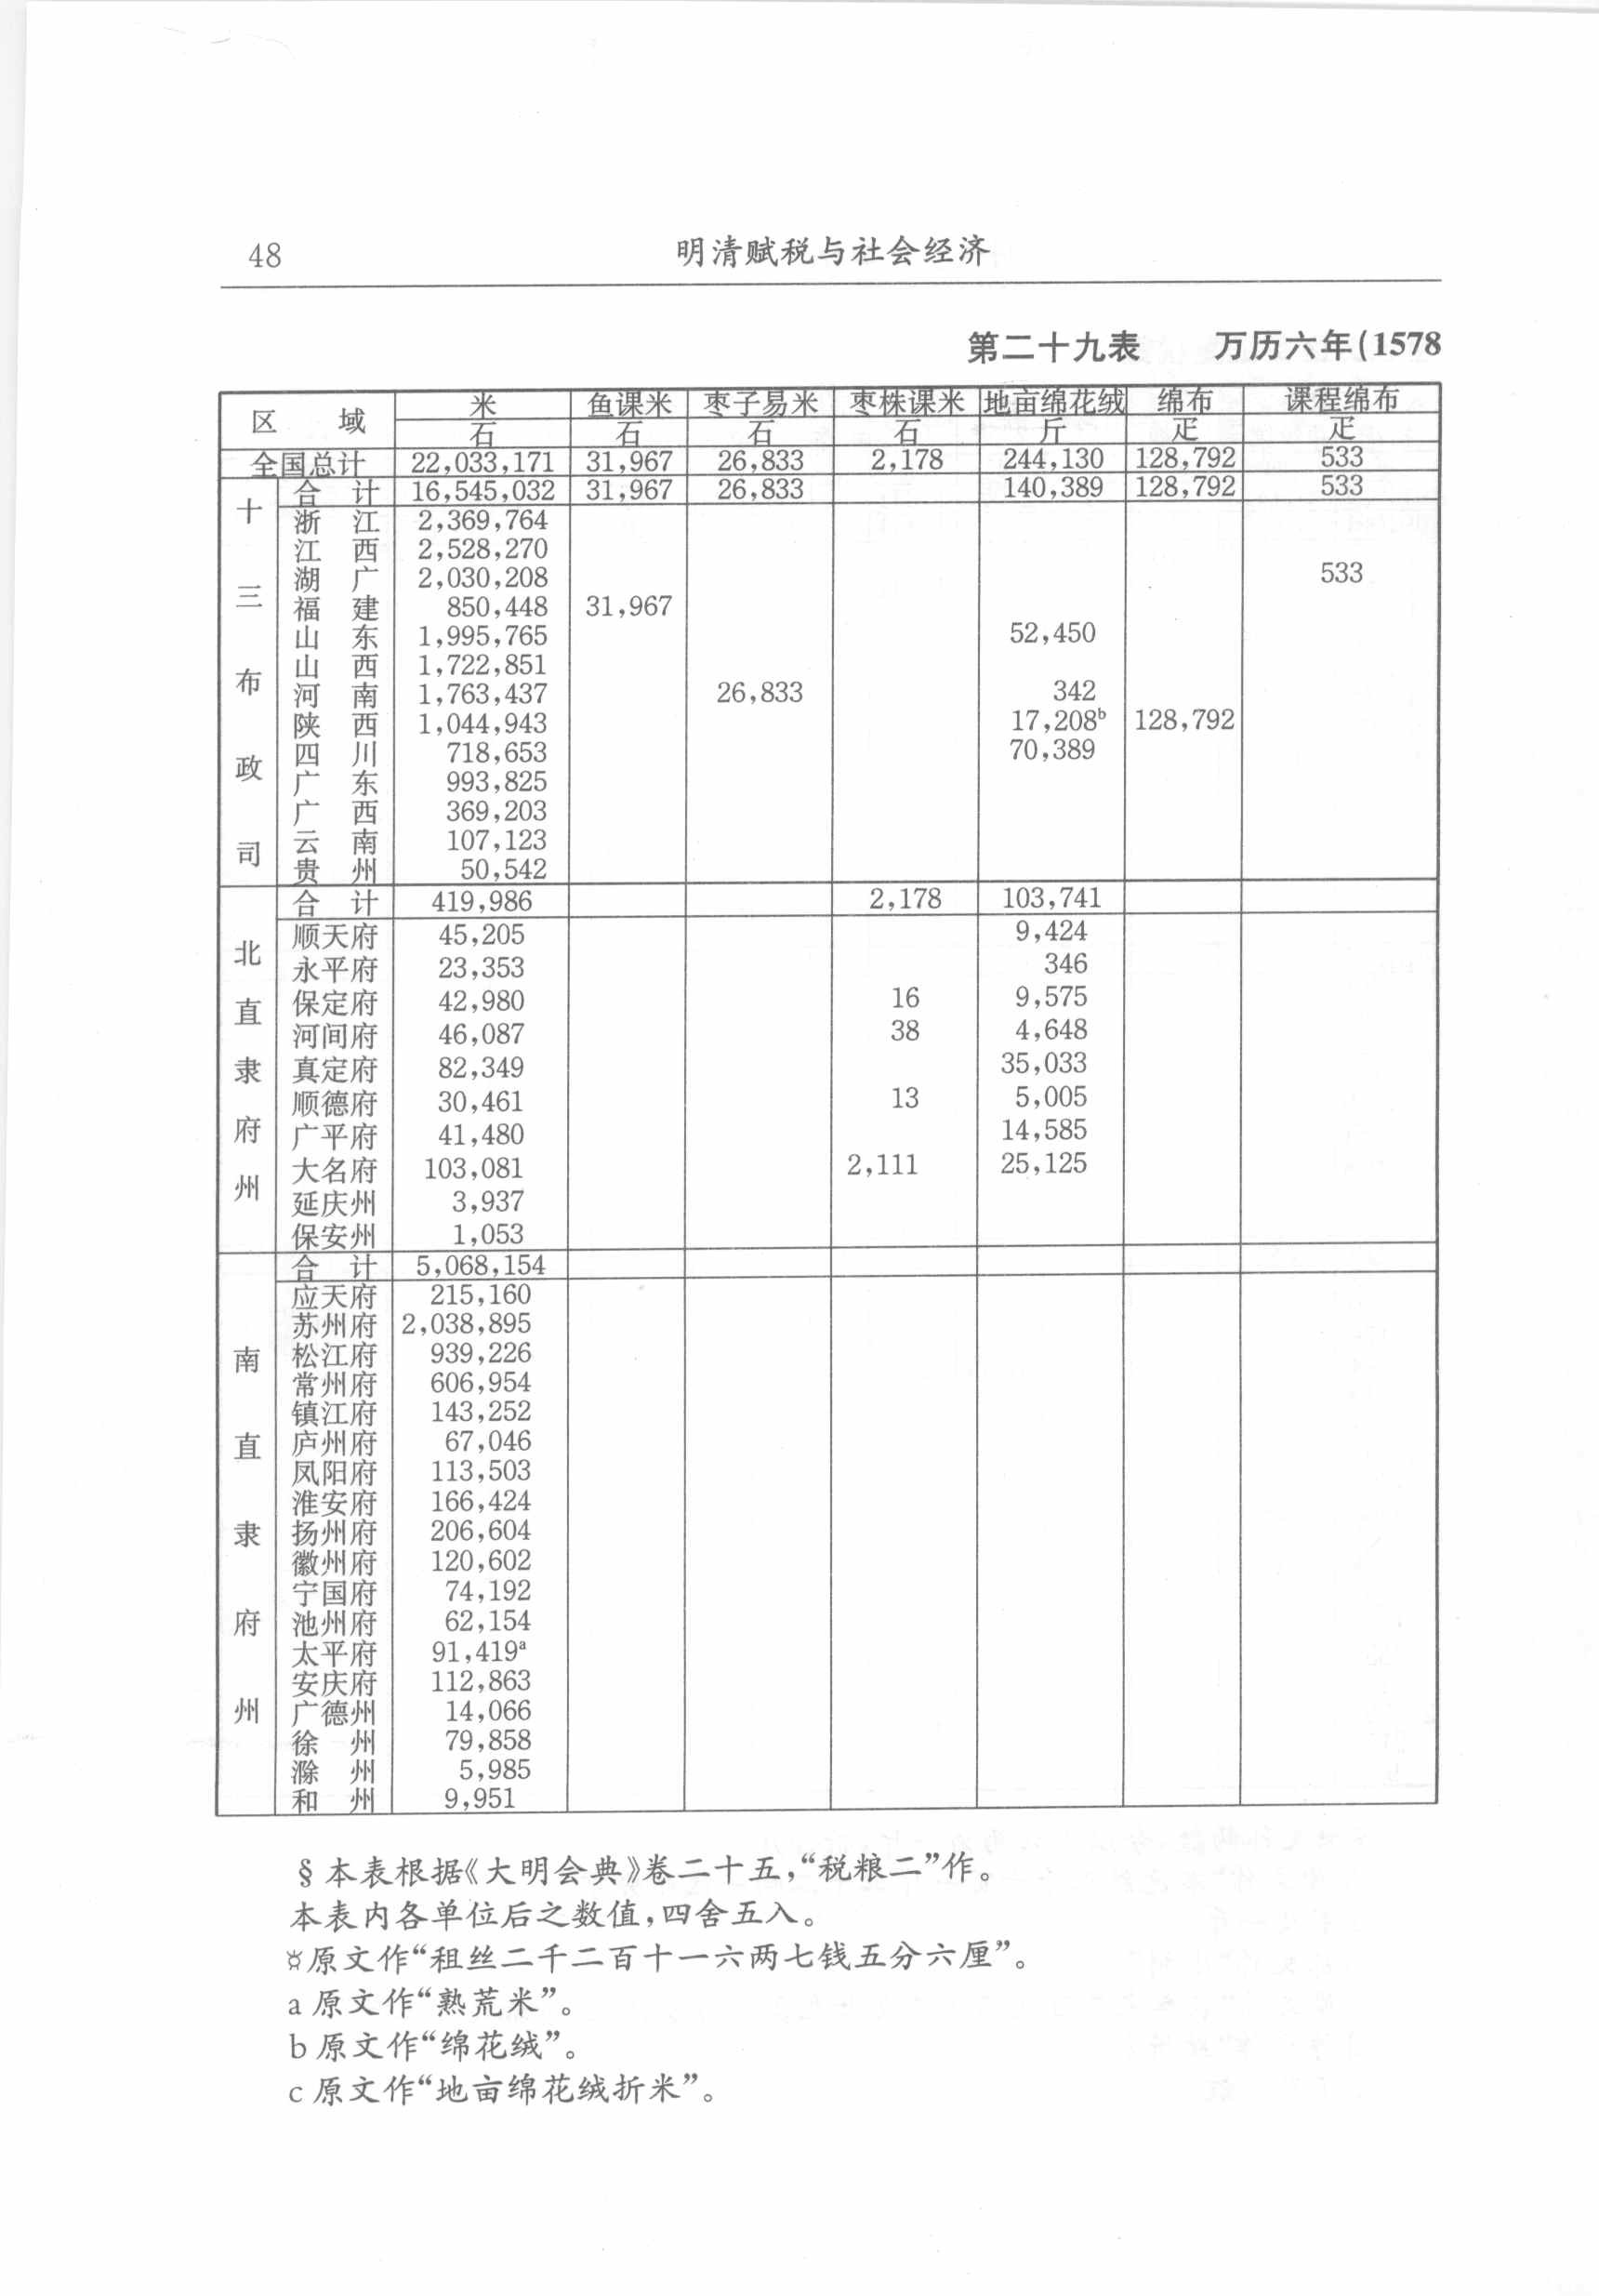 48 明清赋税与社会经济
第二十九表 万历六年(1578
区 域 米 鱼课米 枣子易米 枣株课米 地亩绵花绒 绵布 课程绵布
石 石 石 石 斤 疋 疋
全国总计 22,033,171 31,967 26,833 2,178 244,130 128,792 533
十三布政司 合 计 16,545,032 31,967 26,833 140,389 128,792 533
浙 江 2,369,764
江 西 2,528,270
湖 广 2,030,208 533
福 建 850,448 31,967
山 东 1,995,765 52,450
山 西 1,722,851
河 南 1,763,437 26,833 342
陕 西 1,044,943 17,208b 128,792
四 川 718,653 70,389
广 东 993,825
广 西 369,203
云 南 107,123
贵 州 50,542
北直隶府州 合 计 419,986 2,178 103,741
顺天府 45,205 9,424
永平府 23,353 346
保定府 42,980 16 9,575
河间府 46,087 38 4,648
真定府 82,349 35,033
顺德府 30,461 13 5,005
广平府 41,480 14,585
大名府 103,081 2,111 25,125
延庆州 3,937
保安州 1,053
南直隶府州 合 计 5,068,154
应天府 215,160
苏州府 2,038,895
松江府 939,226
常州府 606,954
镇江府 143,252
庐州府 67,046
凤阳府 113,503
淮安府 166,424
扬州府 206,604
徽州府 120,602
宁国府 74,192
池州府 62,154
太平府 91,419a
安庆府 112,863
广德州 14,066
徐 州 79,858
滁 州 5,985
和 州 9,951
§本表根据《大明会典》卷二十五,“税粮二”作。
本表内各单位后之数值,四舍五入。
¤原文作“租丝二千二百十一六两七钱五分六厘”。
a 原文作“熟荒米”。
b 原文作“绵花绒”。
c 原文作“地亩绵花绒折米”。